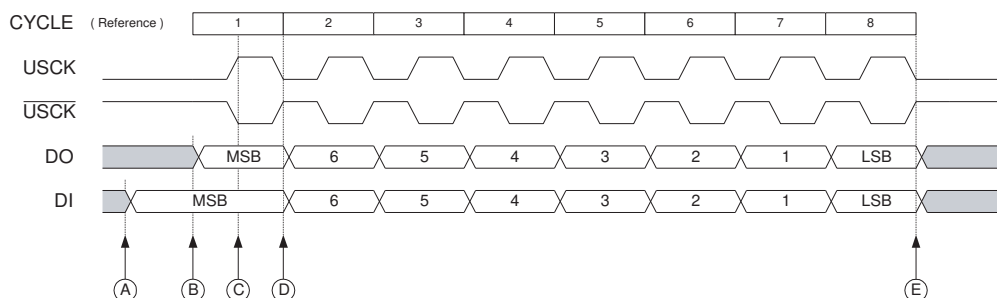 CYCLE ( Reference ) 1 2 3 4 5 6 7 8
USCK
USCK
DO MSB 6 5 4 3 2 1 LSB
DI MSB 6 5 4 3 2 1 LSB
A B C D E